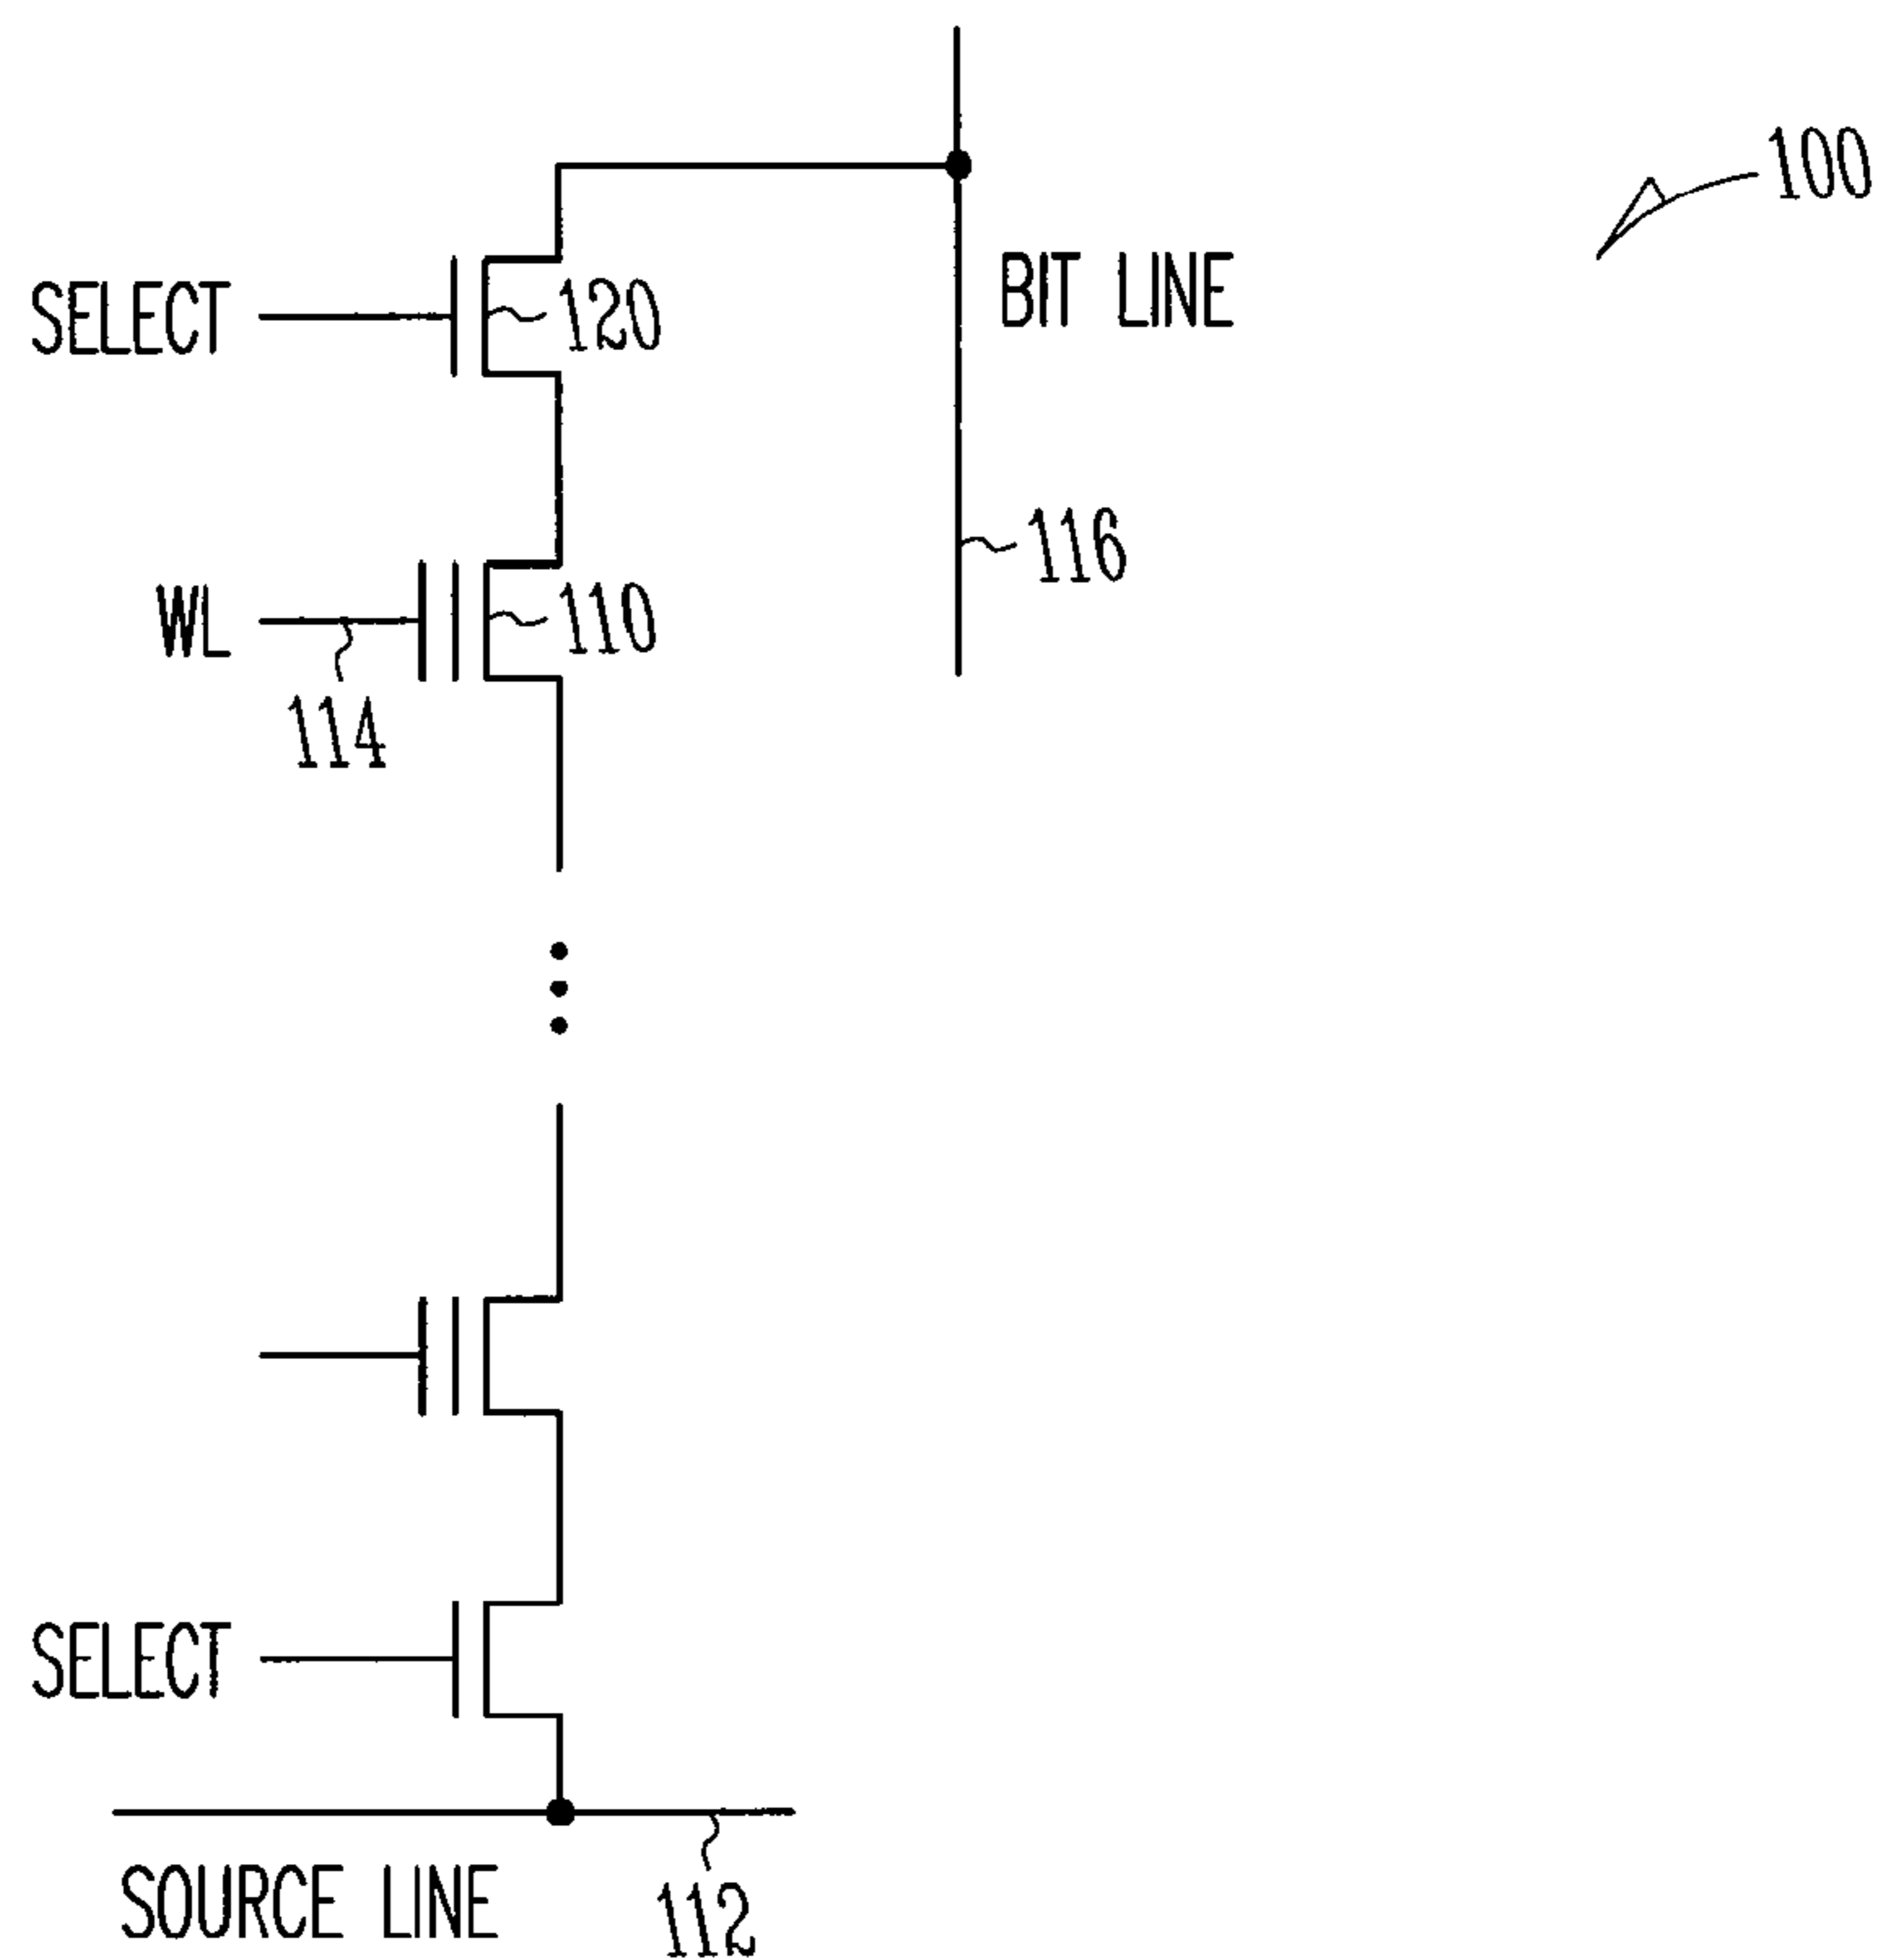 100
SELECT
120
BIT LINE
116
WL
110
114
SELECT
SOURCE LINE
112